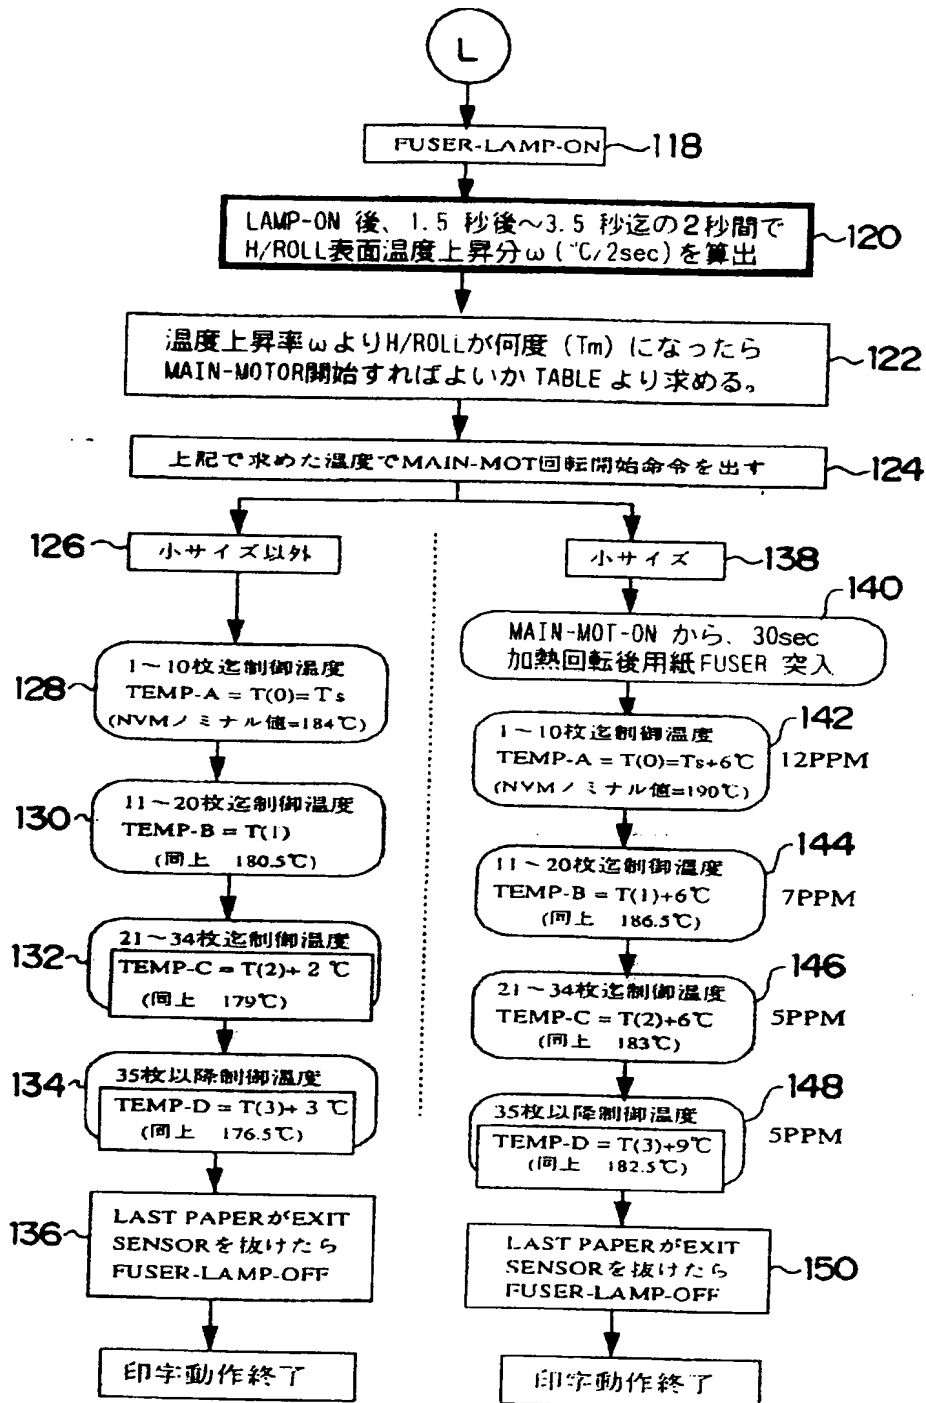 L
FUSER-LAMP-ON
118
LAMP-ON 後、1.5 秒後～3.5 秒迄の2秒間で
H/ROLL表面温度上昇分ω (℃/2sec) を算出
120
温度上昇率ωよりH/ROLLが何度 (Tm) になったら
MAIN-MOTOR開始すればよいか TABLE より求める。
122
上記で求めた温度でMAIN-MOT回転開始命令を出す
124
126
小サイズ以外
128
1～10枚迄制御温度
TEMP-A = T(0)= Ts
(NVMノミナル値=184℃)
130
11～20枚迄制御温度
TEMP-B = T(1)
(同上 180.5℃)
132
21～34枚迄制御温度
TEMP-C = T(2)+ 2 ℃
(同上 179℃)
134
35枚以降制御温度
TEMP-D = T(3)+ 3 ℃
(同上 176.5℃)
136
LAST PAPERがEXIT
SENSORを抜けたら
FUSER-LAMP-OFF
印字動作終了
小サイズ
138
140
MAIN-MOT-ON から、30sec
加熱回転後用紙FUSER 突入
142
1～10枚迄制御温度
TEMP-A = T(0)=Ts+6℃
(NVMノミナル値=190℃)
12PPM
144
11～20枚迄制御温度
TEMP-B = T(1)+6℃
(同上 186.5℃)
7PPM
146
21～34枚迄制御温度
TEMP-C = T(2)+6℃
(同上 183℃)
5PPM
148
35枚以降制御温度
TEMP-D = T(3)+9℃
(同上 182.5℃)
5PPM
LAST PAPERがEXIT
SENSORを抜けたら
FUSER-LAMP-OFF
150
印字動作終了